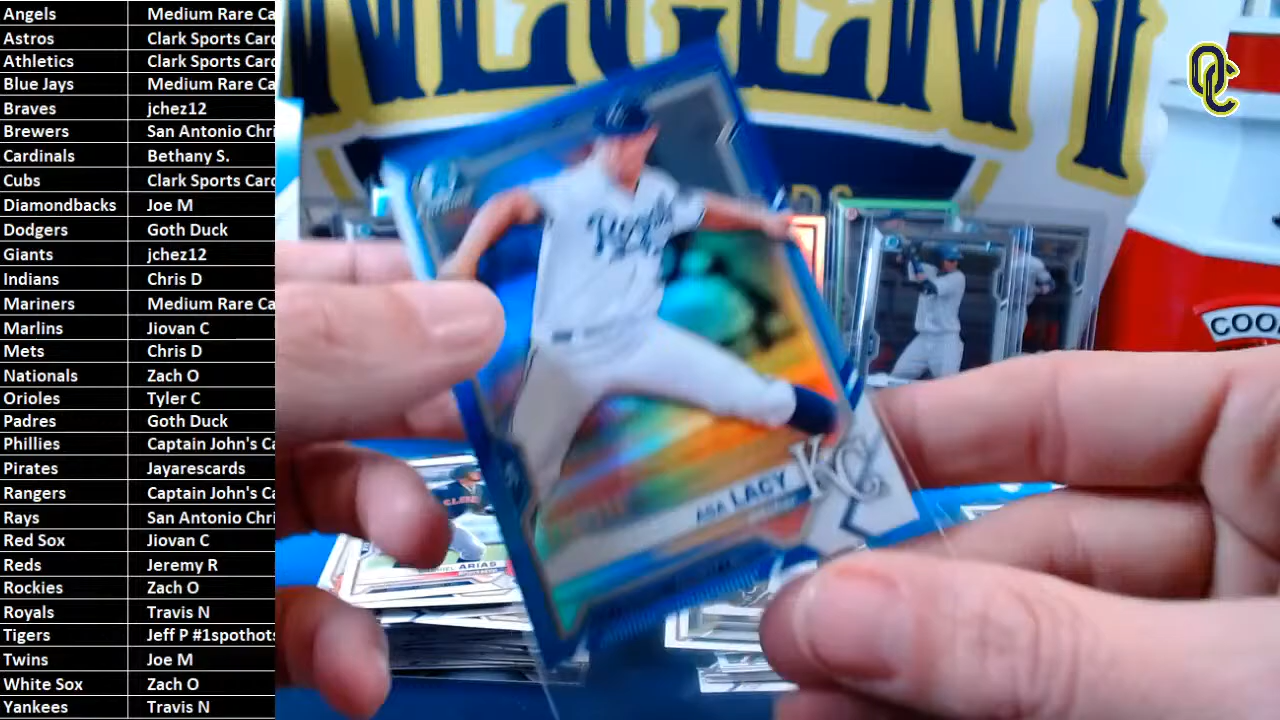 Angels Medium Rare Ca
Astros Clark Sports Card
Athletics Clark Sports Card
Blue Jays Medium Rare Ca
Braves jchez12
Brewers San Antonio Chri
Cardinals Bethany S.
Cubs Clark Sports Card
Diamondbacks Joe M
Dodgers Goth Duck
Giants jchez12
Indians Chris D
Mariners Medium Rare Ca
Marlins Jiovan C
Mets Chris D
Nationals Zach O
Orioles Tyler C
Padres Goth Duck
Phillies Captain John's Ca
Pirates Jayarescards
Rangers Captain John's Ca
Rays San Antonio Chri
Red Sox Jiovan C
Reds Jeremy R
Rockies Zach O
Royals Travis N
Tigers Jeff P #1spothots
Twins Joe M
White Sox Zach O
Yankees Travis N
OC
Royals
ASA LACY
KC
ARIAS
COO